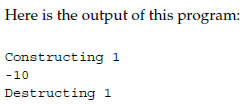 Here is the output of this program:
Constructing 1
-10
Destructing 1